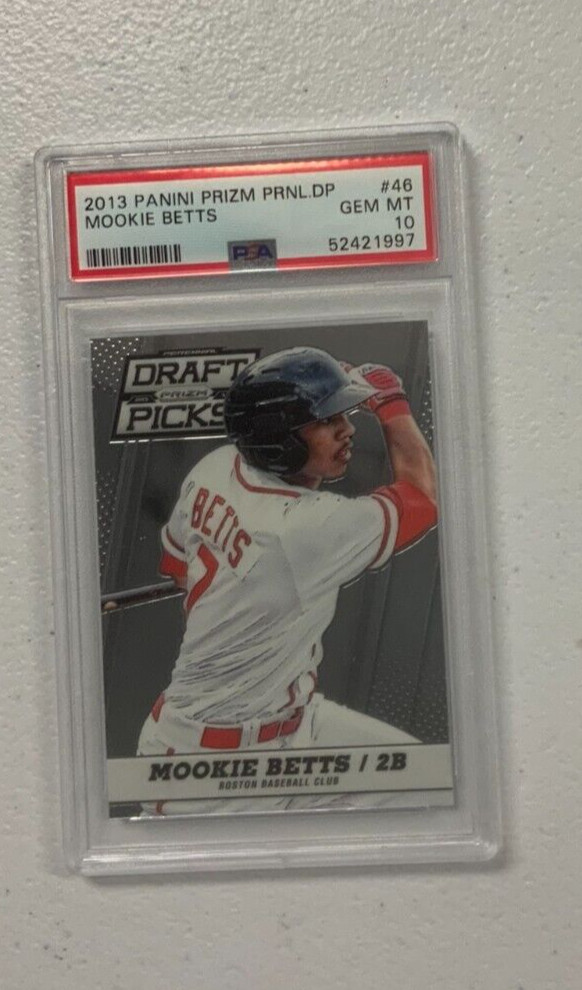 2013 PANINI PRIZM PRNL.DP #46
MOOKIE BETTS GEM MT
10
PSA 52421997
PERENNIAL
DRAFT
PRIZM
PICKS
BETTS
7
MOOKIE BETTS / 2B
BOSTON BASEBALL CLUB